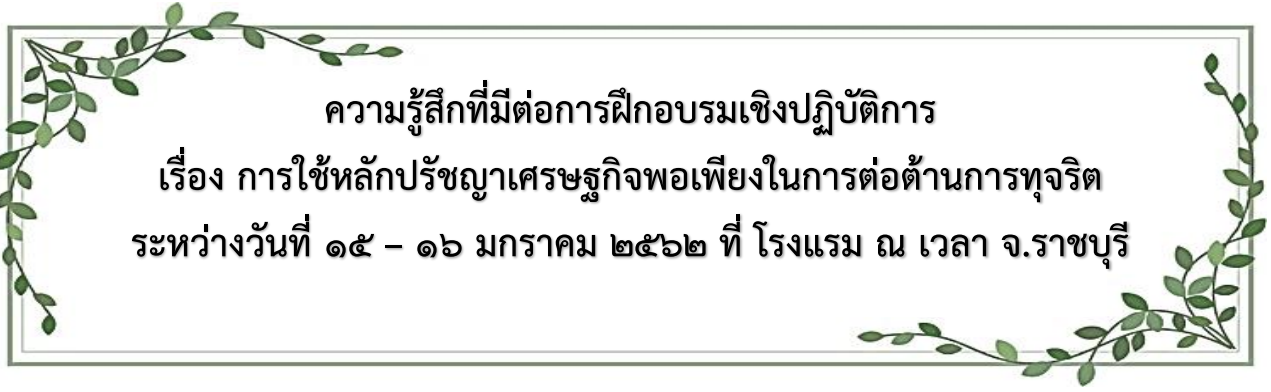 ความรู้สึกที่มีต่อการฝึกอบรมเชิงปฏิบัติการ
เรื่อง การใช้หลักปรัชญาเศรษฐกิจพอเพียงในการต่อต้านการทุจริต
ระหว่างวันที่ ๑๕ – ๑๖ มกราคม ๒๕๖๒ ที่ โรงแรม ณ เวลา จ.ราชบุรี